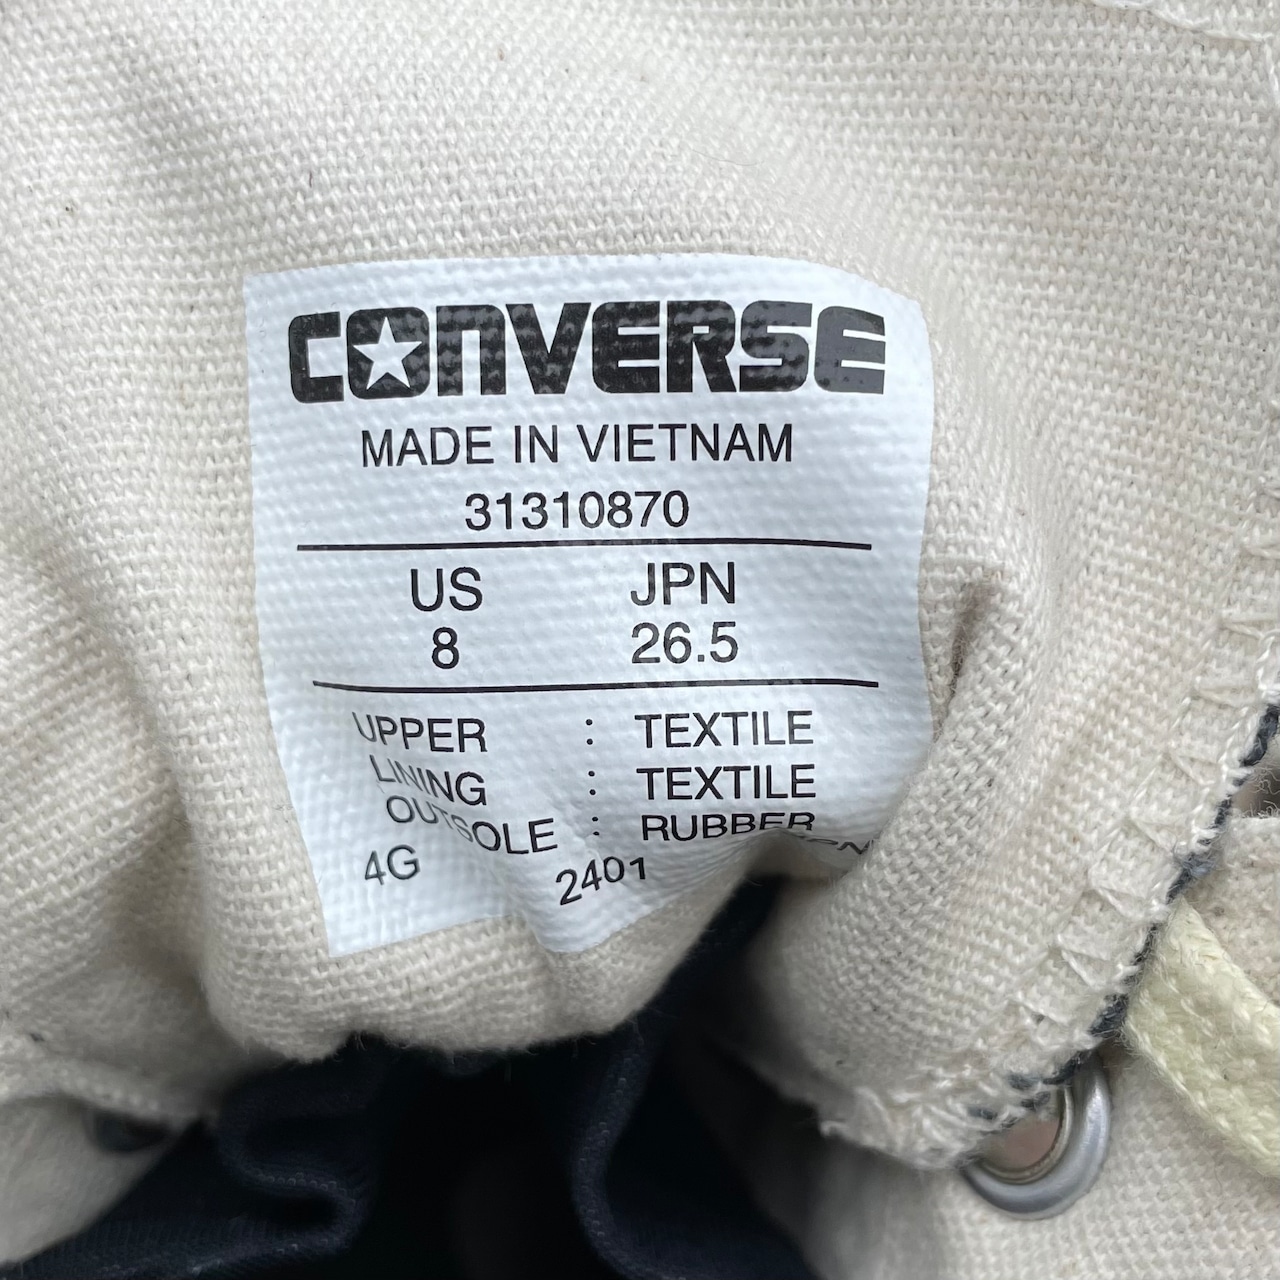 CONVERSE
MADE IN VIETNAM
31310870
US JPN
8 26.5
UPPER : TEXTILE
LINING : TEXTILE
OUTSOLE : RUBBER
4G 2401